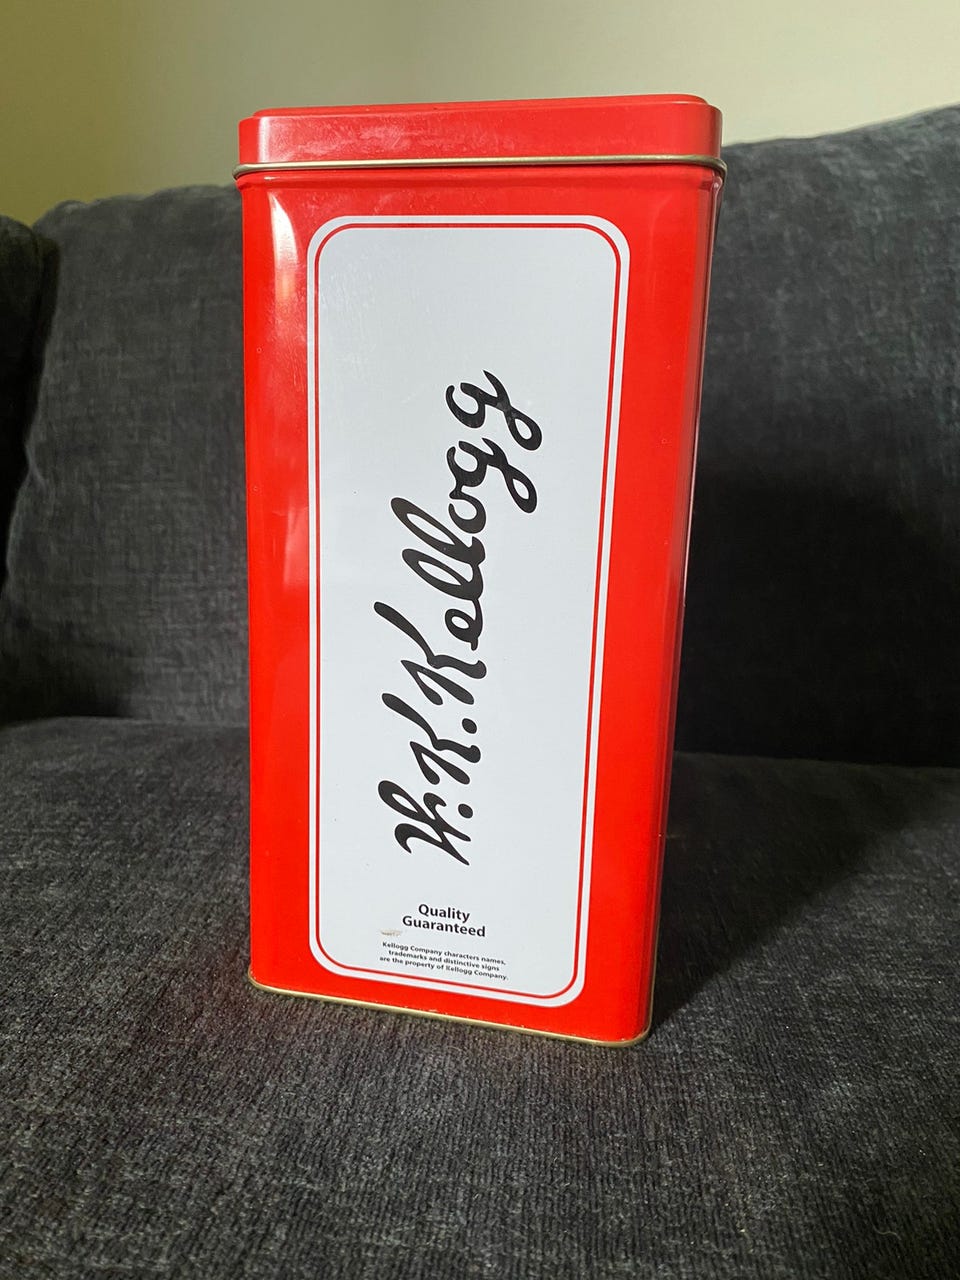 W.K.Kellogg
Quality
Guaranteed
Kellogg Company characters names,
trademarks and distinctive signs
are the property of Kellogg Company.